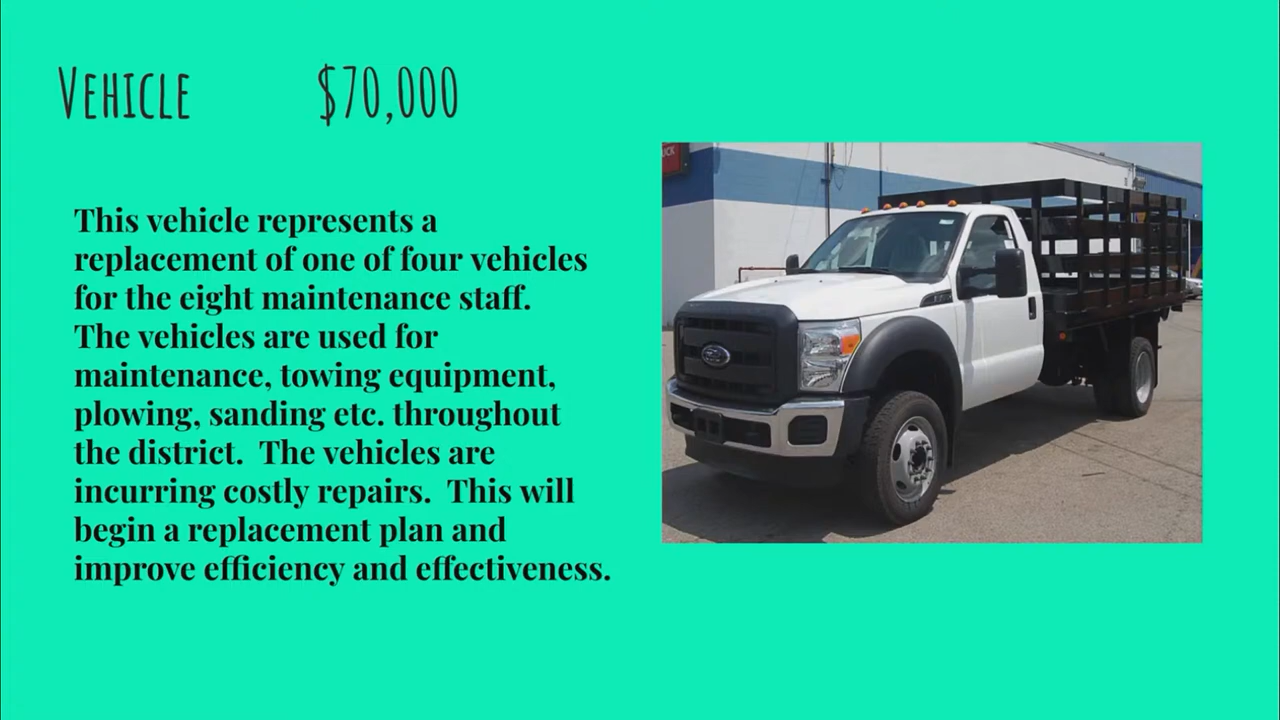 Vehicle $70,000
This vehicle represents a
replacement of one of four vehicles
for the eight maintenance staff.
The vehicles are used for
maintenance, towing equipment,
plowing, sanding etc. throughout
the district. The vehicles are
incurring costly repairs. This will
begin a replacement plan and
improve efficiency and effectiveness.